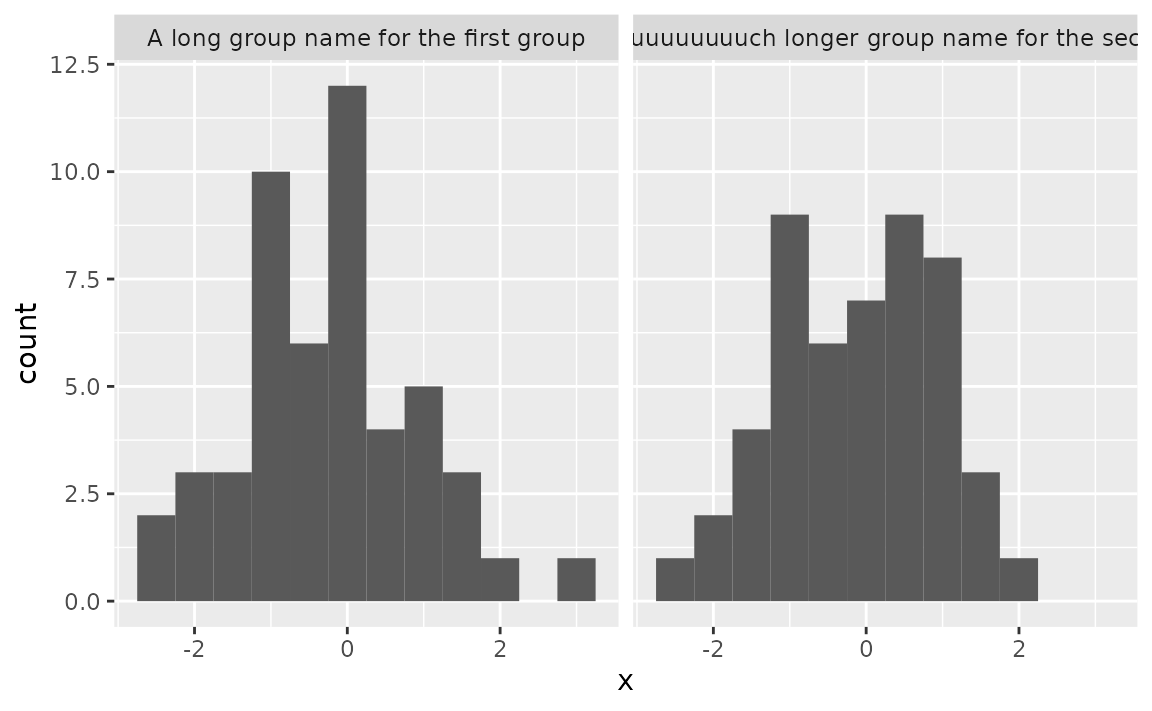 A long group name for the first group
uuuuuuuuch longer group name for the sec
12.5
10.0
7.5
5.0
2.5
0.0
count
-2 0 2
-2 0 2
x